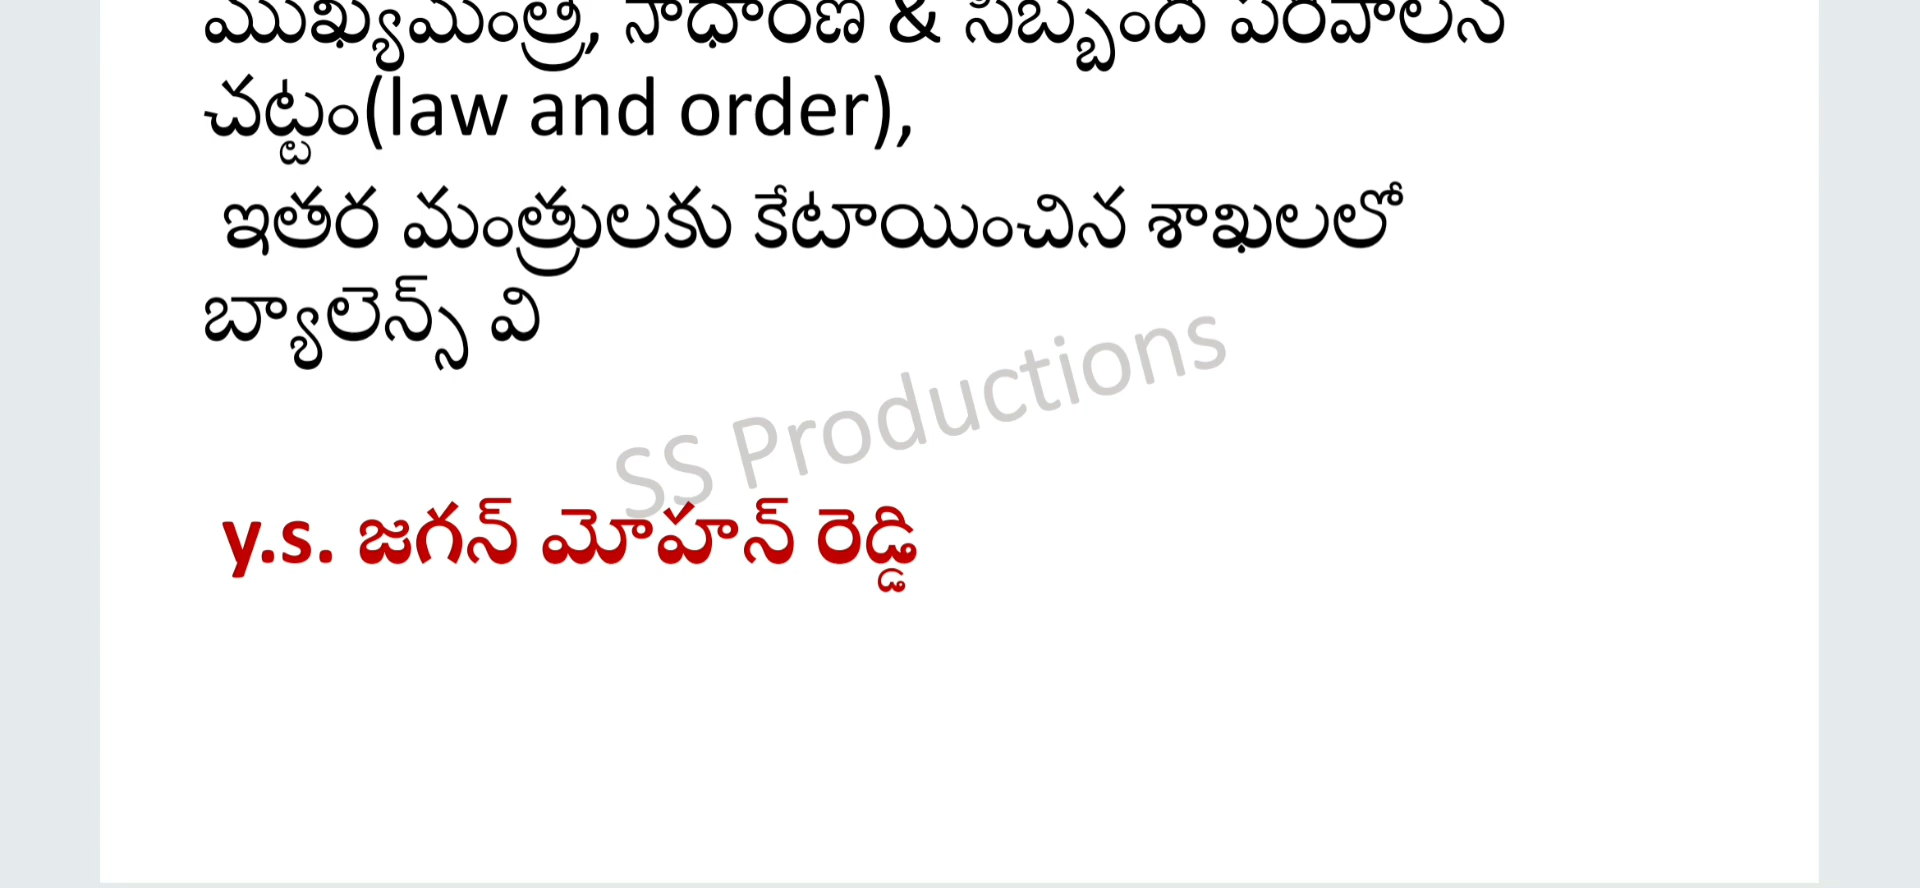 ముఖ్యమంత్రి, సాధారణ & సిబ్బంది పరిపాలన
చట్టం(law and order),
ఇతర మంత్రులకు కేటాయించిన శాఖలలో
బ్యాలెన్స్ వి
SS Productions
y.s. జగన్ మోహన్ రెడ్డి